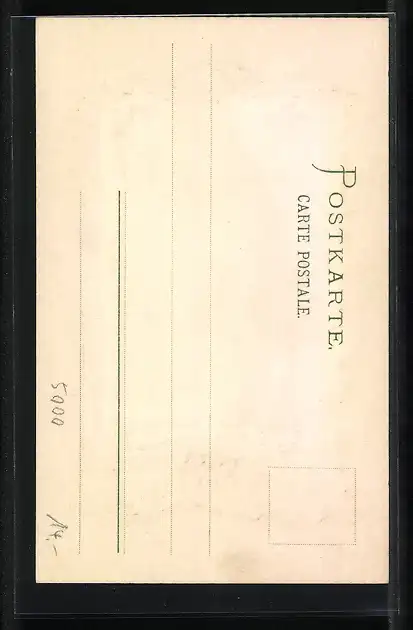 POSTKARTE.
CARTE POSTALE.
5000
14,-